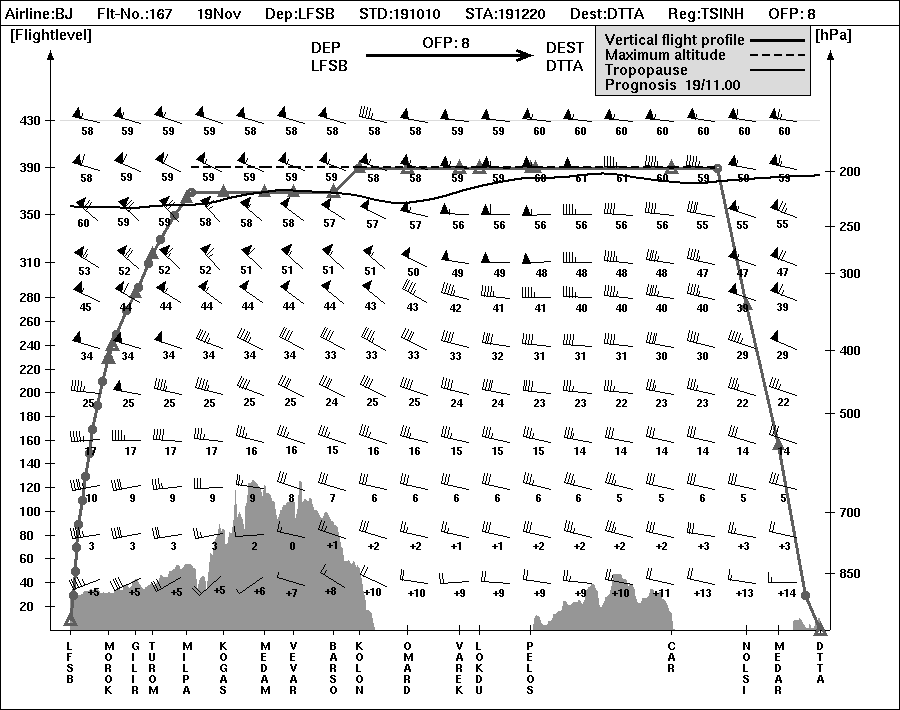 Airline:BJ Flt-No.:167 19Nov Dep:LFSB STD:191010 STA:191220 Dest:DTTA Reg:TSINH OFP: 8
[Flightlevel] [hPa]
DEP OFP: 8 DEST
LFSB DTTA
Vertical flight profile
Maximum altitude
Tropopause
Prognosis 19/11.00
430
58 59 59 59 58 58 58 58 58 59 59 60 60 60 60 60 60
390 200
58 59 59 59 59 59 59 58 58 59 59 60 61 61 60 59 59 59
350 250
60 59 59 58 58 58 57 57 57 56 56 56 56 56 56 55 55 55
310 300
53 52 52 52 51 51 51 51 50 49 49 48 48 48 48 47 47 47
280
45 44 44 44 44 44 44 43 43 42 41 41 40 40 40 40 39 39
260
240 400
34 34 34 34 34 34 33 33 33 33 32 31 31 31 30 30 29 29
220
200
25 25 25 25 25 25 24 25 25 24 24 23 23 22 23 23 22 22
180 500
160
17 17 17 17 16 16 15 16 16 15 15 15 14 14 14 14 14 14
140
120
10 9 9 9 9 8 7 6 6 6 6 6 6 5 5 6 5 5
100 700
80
3 3 3 3 2 0 +1 +2 +2 +1 +1 +2 +2 +2 +2 +3 +3 +3
60
40 850
+5 +5 +5 +5 +6 +7 +8 +10 +10 +9 +9 +9 +9 +10 +11 +13 +13 +14
20
LFSB
MOROK
GILIR
TUROM
MILPA
KOGAS
MEDAM
VEVAR
BARSO
KOLON
OMARD
VAREK
LOKDU
PELOS
CAR
NOLSI
MEDAR
DTTA